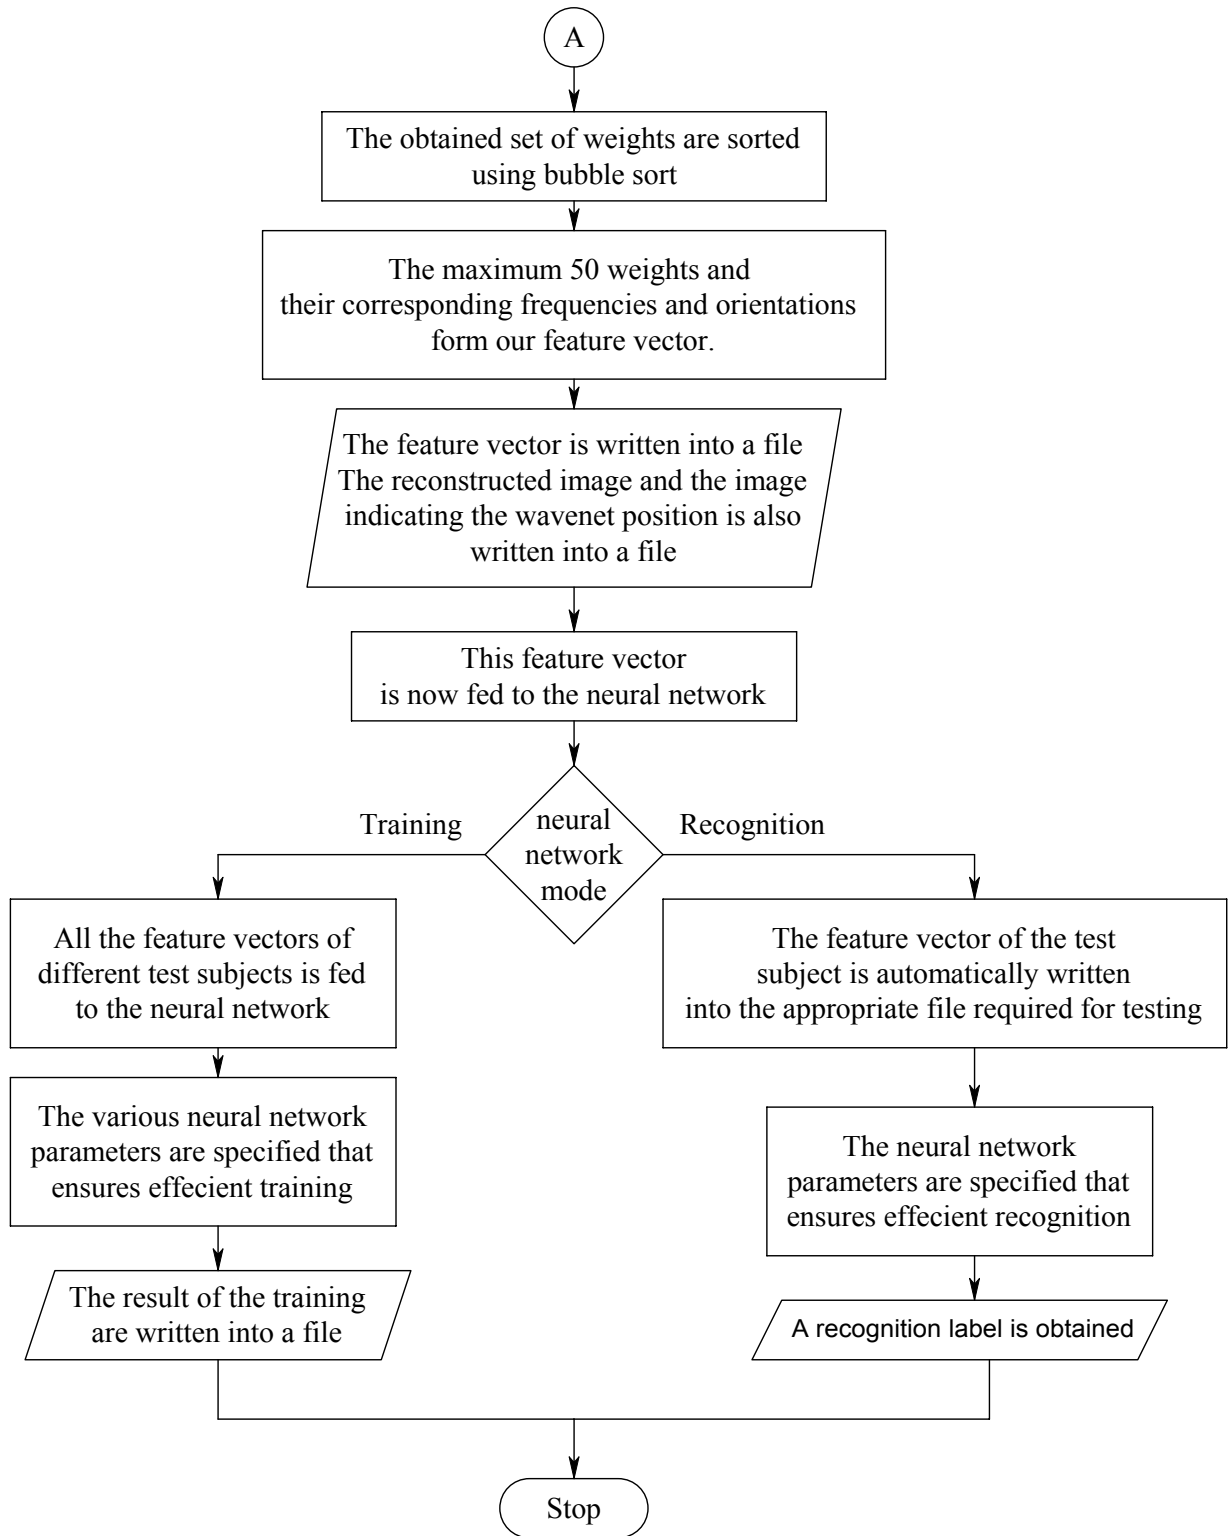 A
The obtained set of weights are sorted
using bubble sort
The maximum 50 weights and
their corresponding frequencies and orientations
form our feature vector.
The feature vector is written into a file
The reconstructed image and the image
indicating the wavenet position is also
written into a file
This feature vector
is now fed to the neural network
neural
network
mode
Training
Recognition
All the feature vectors of
different test subjects is fed
to the neural network
The various neural network
parameters are specified that
ensures effecient training
The result of the training
are written into a file
The feature vector of the test
subject is automatically written
into the appropriate file required for testing
The neural network
parameters are specified that
ensures effecient recognition
A recognition label is obtained
Stop